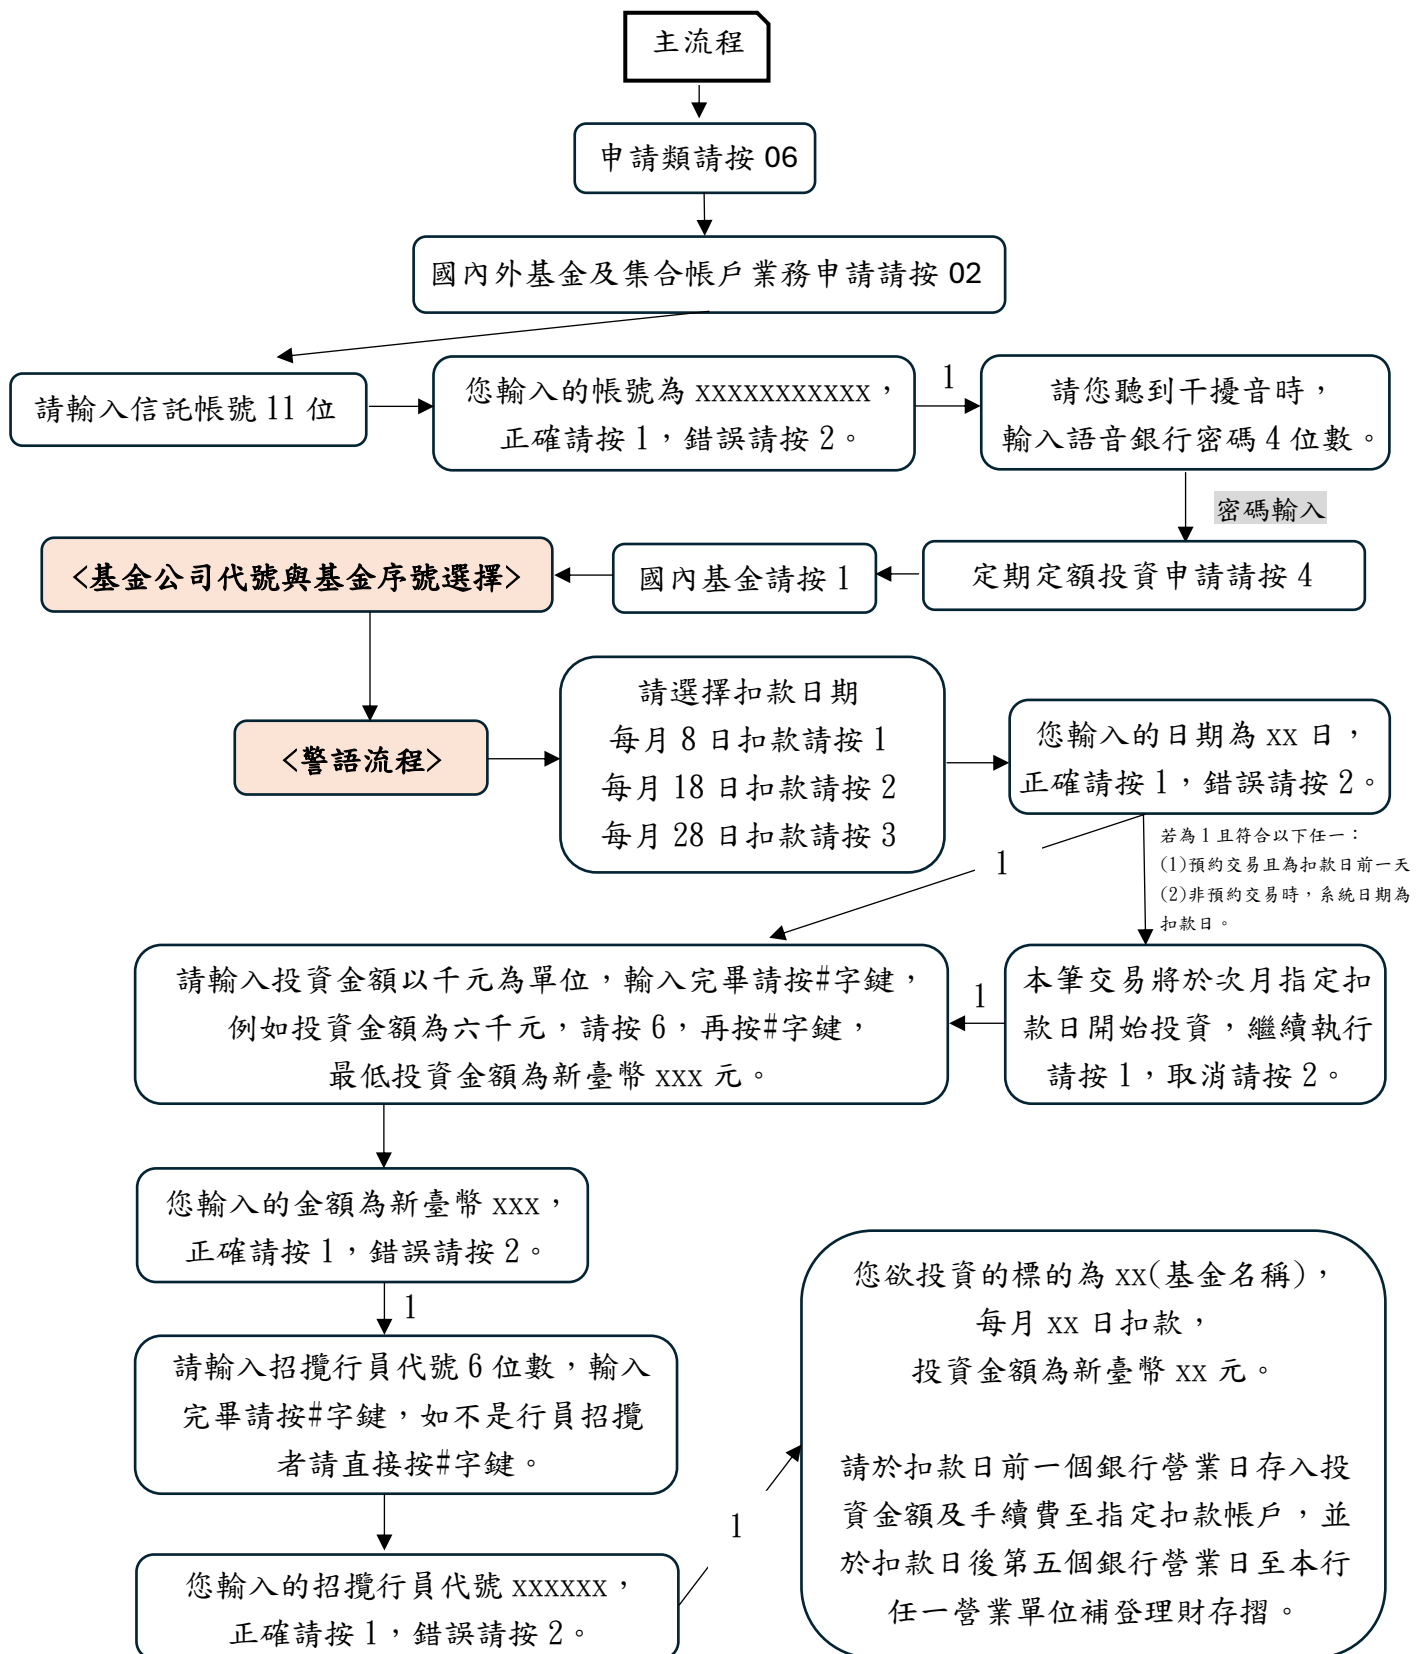 主流程
申請類請按 06
國內外基金及集合帳戶業務申請請按 02
請輸入信託帳號 11 位
您輸入的帳號為 xxxxxxxxxxx，
正確請按 1，錯誤請按 2。
1
請您聽到干擾音時，
輸入語音銀行密碼 4 位數。
密碼輸入
定期定額投資申請請按 4
國內基金請按 1
<基金公司代號與基金序號選擇>
<警語流程>
請選擇扣款日期
每月 8 日扣款請按 1
每月 18 日扣款請按 2
每月 28 日扣款請按 3
您輸入的日期為 xx 日，
正確請按 1，錯誤請按 2。
1
若為 1 且符合以下任一：
(1)預約交易且為扣款日前一天
(2)非預約交易時，系統日期為
扣款日。
本筆交易將於次月指定扣
款日開始投資，繼續執行
請按 1，取消請按 2。
1
請輸入投資金額以千元為單位，輸入完畢請按#字鍵，
例如投資金額為六千元，請按 6，再按#字鍵，
最低投資金額為新臺幣 xxx 元。
您輸入的金額為新臺幣 xxx，
正確請按 1，錯誤請按 2。
1
請輸入招攬行員代號 6 位數，輸入
完畢請按#字鍵，如不是行員招攬
者請直接按#字鍵。
您輸入的招攬行員代號 xxxxxx，
正確請按 1，錯誤請按 2。
1
您欲投資的標的為 xx(基金名稱)，
每月 xx 日扣款，
投資金額為新臺幣 xx 元。
請於扣款日前一個銀行營業日存入投
資金額及手續費至指定扣款帳戶，並
於扣款日後第五個銀行營業日至本行
任一營業單位補登理財存摺。